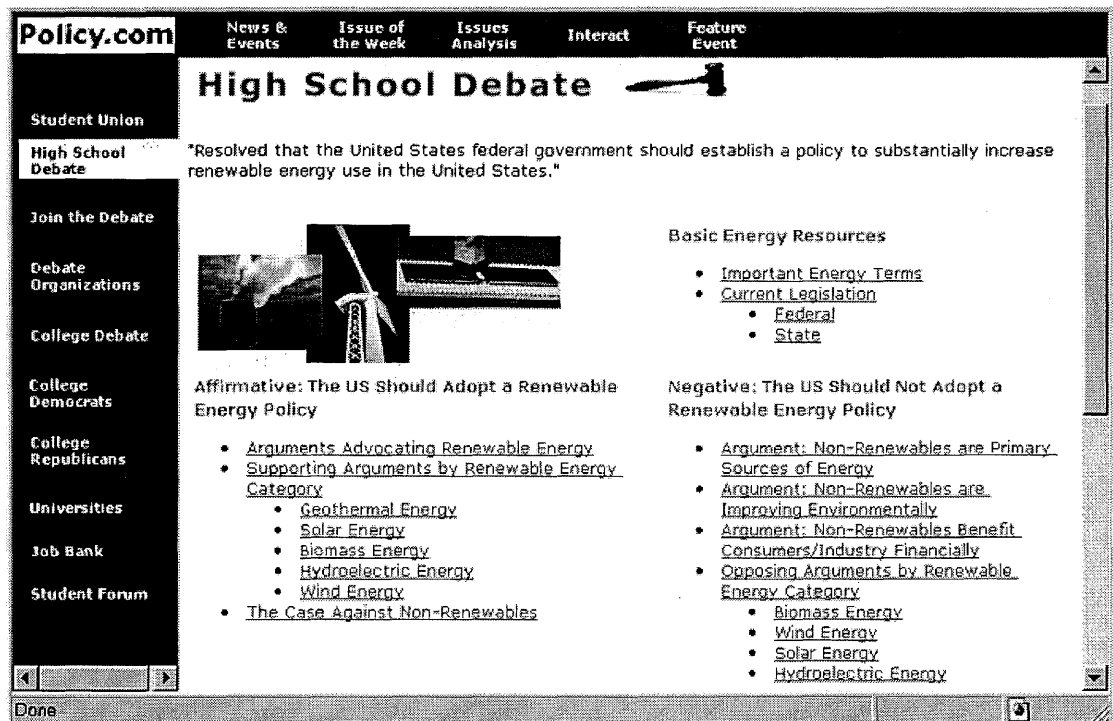 Policy.com
News & Events
Issue of the Week
Issues Analysis
Interact
Feature Event
Student Union
High School Debate
Join the Debate
Debate Organizations
College Debate
College Democrats
College Republicans
Universities
Job Bank
Student Forum
High School Debate
"Resolved that the United States federal government should establish a policy to substantially increase
renewable energy use in the United States."
Basic Energy Resources
• Important Energy Terms
• Current Legislation
• Federal
• State
Affirmative: The US Should Adopt a Renewable
Energy Policy
• Arguments Advocating Renewable Energy
• Supporting Arguments by Renewable Energy
Category
• Geothermal Energy
• Solar Energy
• Biomass Energy
• Hydroelectric Energy
• Wind Energy
• The Case Against Non-Renewables
Negative: The US Should Not Adopt a
Renewable Energy Policy
• Argument: Non-Renewables are Primary
Sources of Energy
• Argument: Non-Renewables are
Improving Environmentally
• Argument: Non-Renewables Benefit
Consumers/Industry Financially
• Opposing Arguments by Renewable
Energy Category
• Biomass Energy
• Wind Energy
• Solar Energy
• Hydroelectric Energy
Done